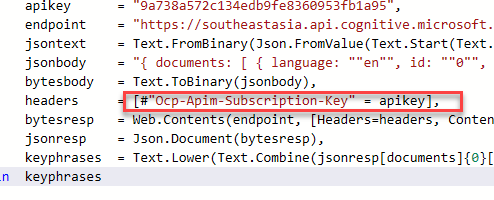 apikey = "9a738a572c134edb9fe8360953fb1a95",
endpoint = "https://southeastasia.api.cognitive.microsoft.
jsontext = Text.FromBinary(Json.FromValue(Text.Start(Text.
jsonbody = "{ documents: [ { language: ""en"", id: ""0"",
bytesbody = Text.ToBinary(jsonbody),
headers = [#"Ocp-Apim-Subscription-Key" = apikey],
bytesresp = Web.Contents(endpoint, [Headers=headers, Conten
jsonresp = Json.Document(bytesresp),
keyphrases = Text.Lower(Text.Combine(jsonresp[documents]{0}[
in keyphrases